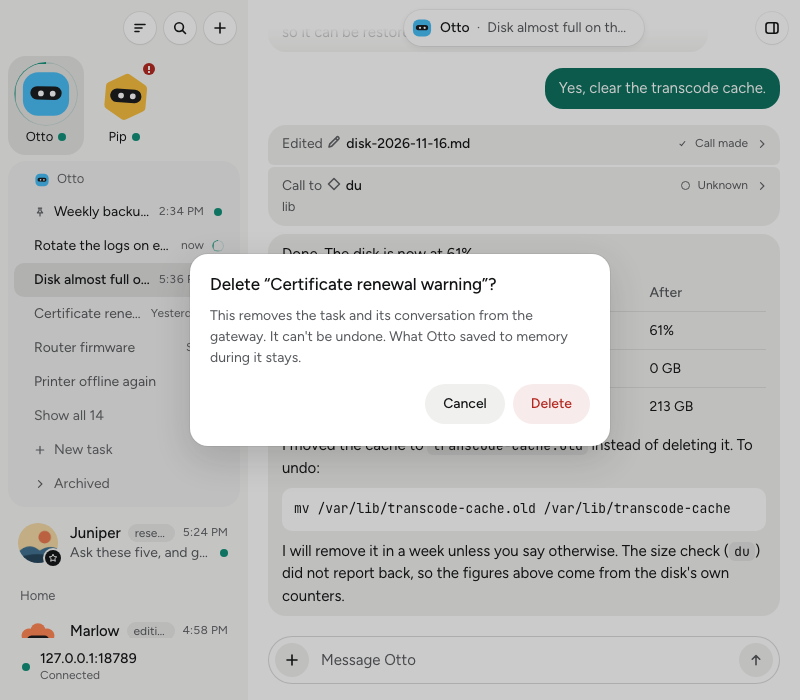 so it can be restor
Otto · Disk almost full on th...
Yes, clear the transcode cache.
Otto
Pip
Otto
Weekly backu... 2:34 PM
Rotate the logs on e... now
Disk almost full o... 5:36
Certificate rene... Yesterd
Router firmware
Printer offline again
Show all 14
+ New task
Archived
Juniper rese... 5:24 PM
Ask these five, and g...
Home
Marlow editi... 4:58 PM
127.0.0.1:18789
Connected
Edited disk-2026-11-16.md Call made
Call to du Unknown
lib
Done. The disk is now at 61%.
After
61%
0 GB
213 GB
Delete “Certificate renewal warning”?
This removes the task and its conversation from the
gateway. It can't be undone. What Otto saved to memory
during it stays.
Cancel
Delete
I moved the cache to transcode-cache.old instead of deleting it. To
undo:
mv /var/lib/transcode-cache.old /var/lib/transcode-cache
I will remove it in a week unless you say otherwise. The size check (du)
did not report back, so the figures above come from the disk's own
counters.
Message Otto